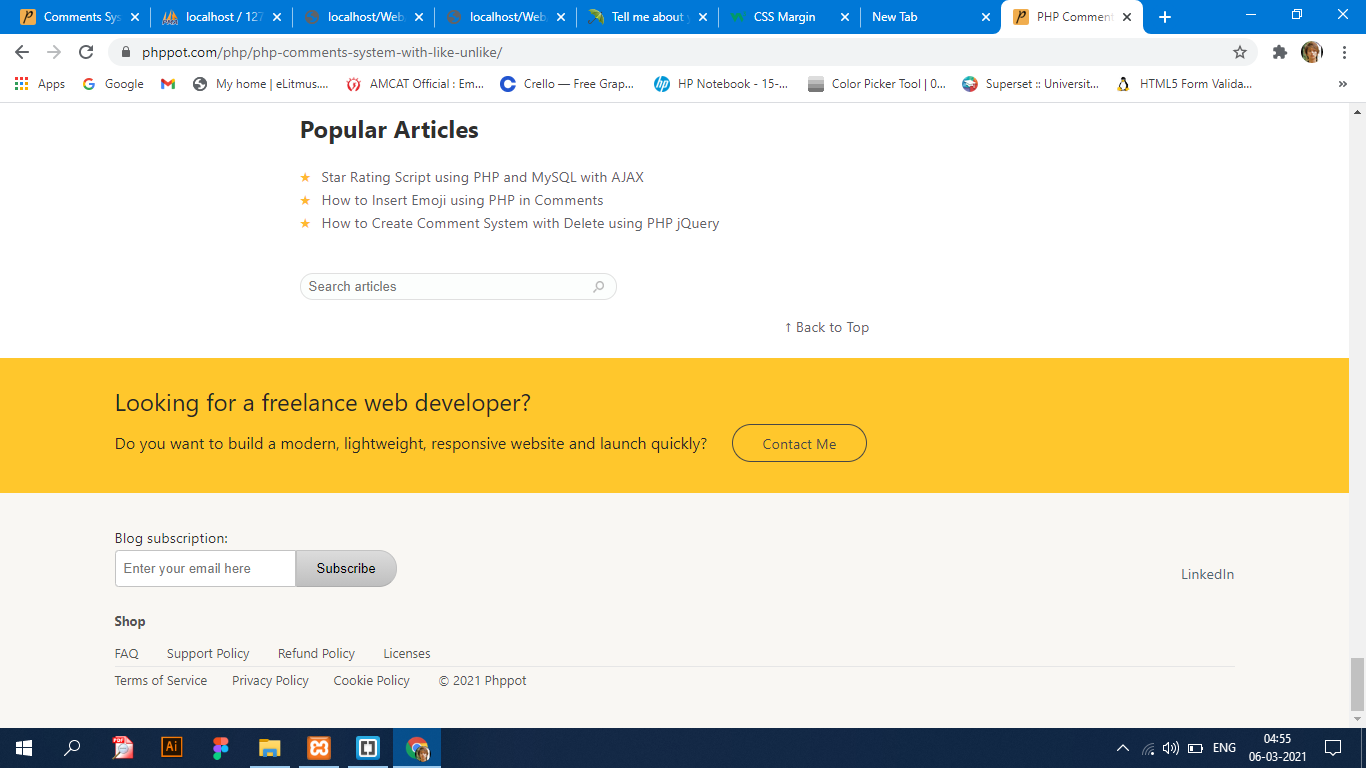 Comments Sys
localhost / 127
localhost/Web
localhost/Web
Tell me about y
CSS Margin
New Tab
PHP Comment
phppot.com/php/php-comments-system-with-like-unlike/
Apps
Google
My home | eLitmus....
AMCAT Official : Em...
Crello — Free Grap...
HP Notebook - 15-...
Color Picker Tool | 0...
Superset :: Universit...
HTML5 Form Valida...
»
Popular Articles
★ Star Rating Script using PHP and MySQL with AJAX
★ How to Insert Emoji using PHP in Comments
★ How to Create Comment System with Delete using PHP jQuery
Search articles
↑ Back to Top
Looking for a freelance web developer?
Do you want to build a modern, lightweight, responsive website and launch quickly? Contact Me
Blog subscription:
Enter your email here Subscribe
LinkedIn
Shop
FAQ Support Policy Refund Policy Licenses
Terms of Service Privacy Policy Cookie Policy © 2021 Phppot
PDF
Ai
ENG
04:55
06-03-2021